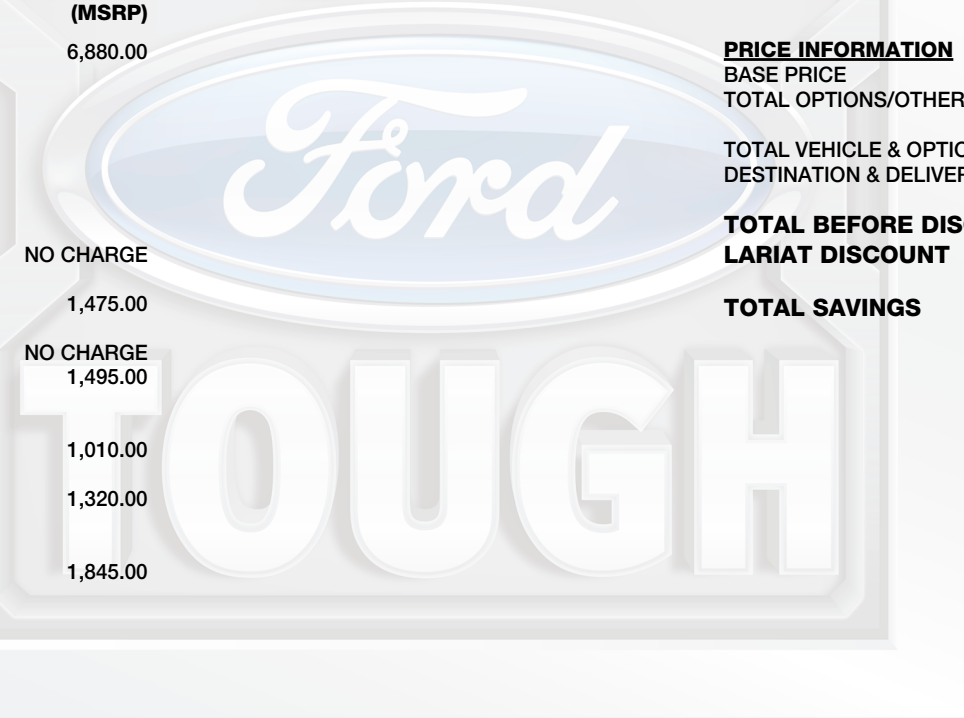 (MSRP)
6,880.00
NO CHARGE
1,475.00
NO CHARGE
1,495.00
1,010.00
1,320.00
1,845.00
Ford
TOUGH
PRICE INFORMATION
BASE PRICE
TOTAL OPTIONS/OTHER
TOTAL VEHICLE & OPTIO
DESTINATION & DELIVER
TOTAL BEFORE DIS
LARIAT DISCOUNT
TOTAL SAVINGS